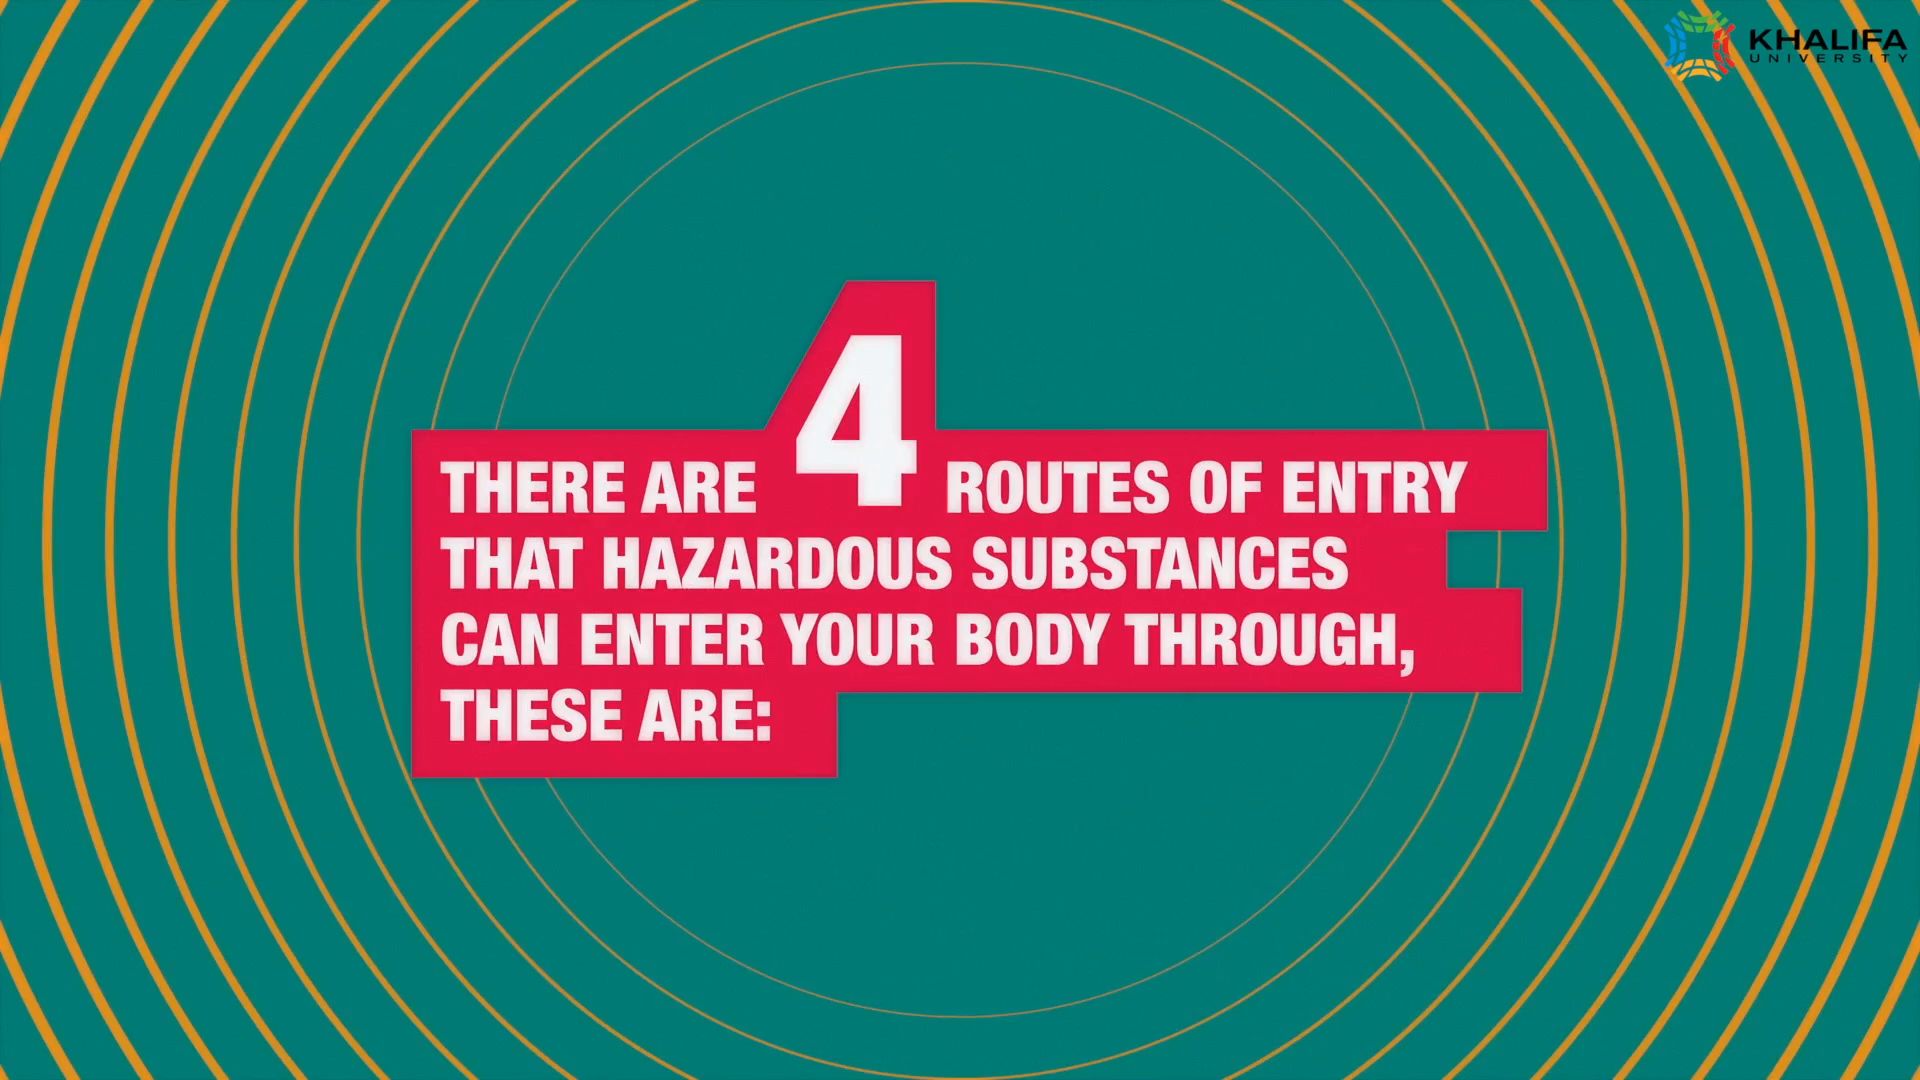 KHALIFA
UNIVERSITY
THERE ARE 4 ROUTES OF ENTRY
THAT HAZARDOUS SUBSTANCES
CAN ENTER YOUR BODY THROUGH,
THESE ARE: